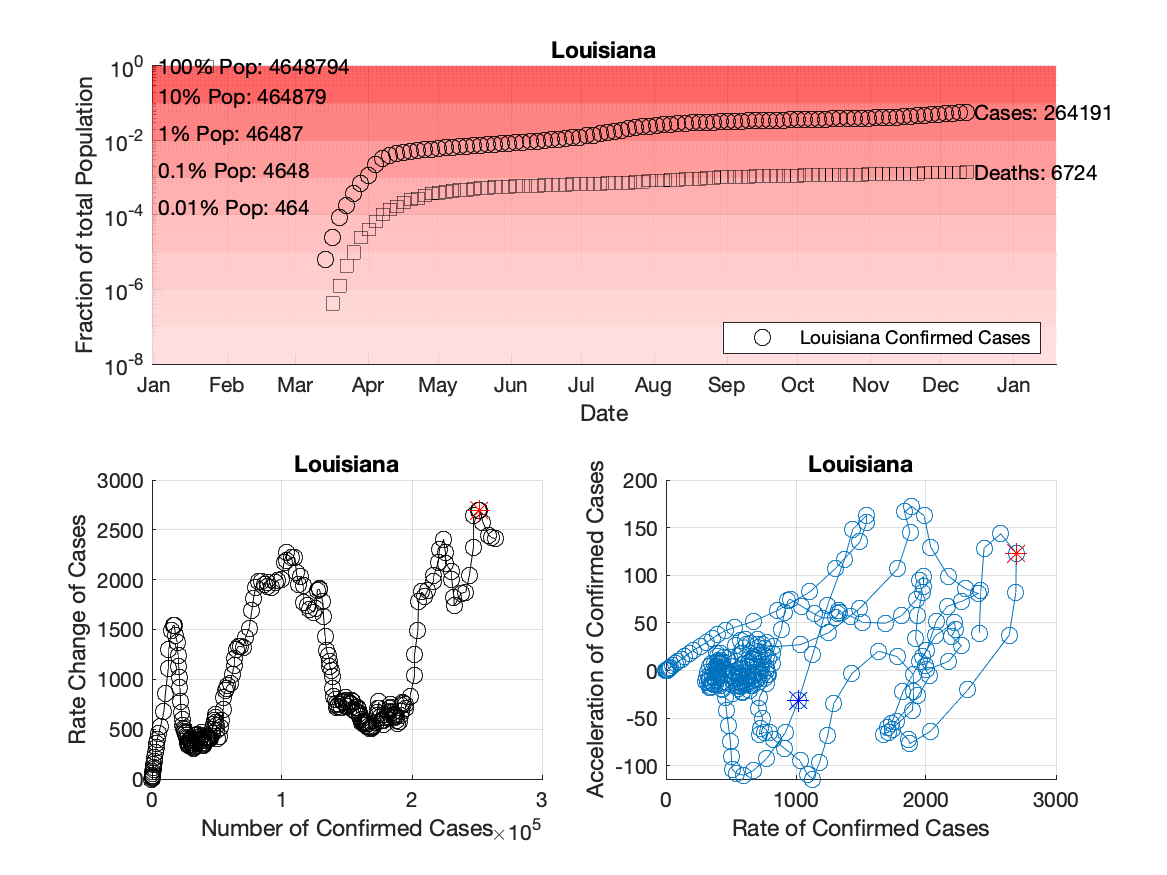 Louisiana
10^0
10^-2
10^-4
10^-6
10^-8
Fraction of total Population
100% Pop: 4648794
10% Pop: 464879
1% Pop: 46487
0.1% Pop: 4648
0.01% Pop: 464
Cases: 264191
Deaths: 6724
Louisiana Confirmed Cases
Jan Feb Mar Apr May Jun Jul Aug Sep Oct Nov Dec Jan
Date
Louisiana
3000
2500
2000
1500
1000
500
0
Rate Change of Cases
0 1 2 3
Number of Confirmed Cases ×10^5
Louisiana
200
150
100
50
0
-50
-100
Acceleration of Confirmed Cases
0 1000 2000 3000
Rate of Confirmed Cases